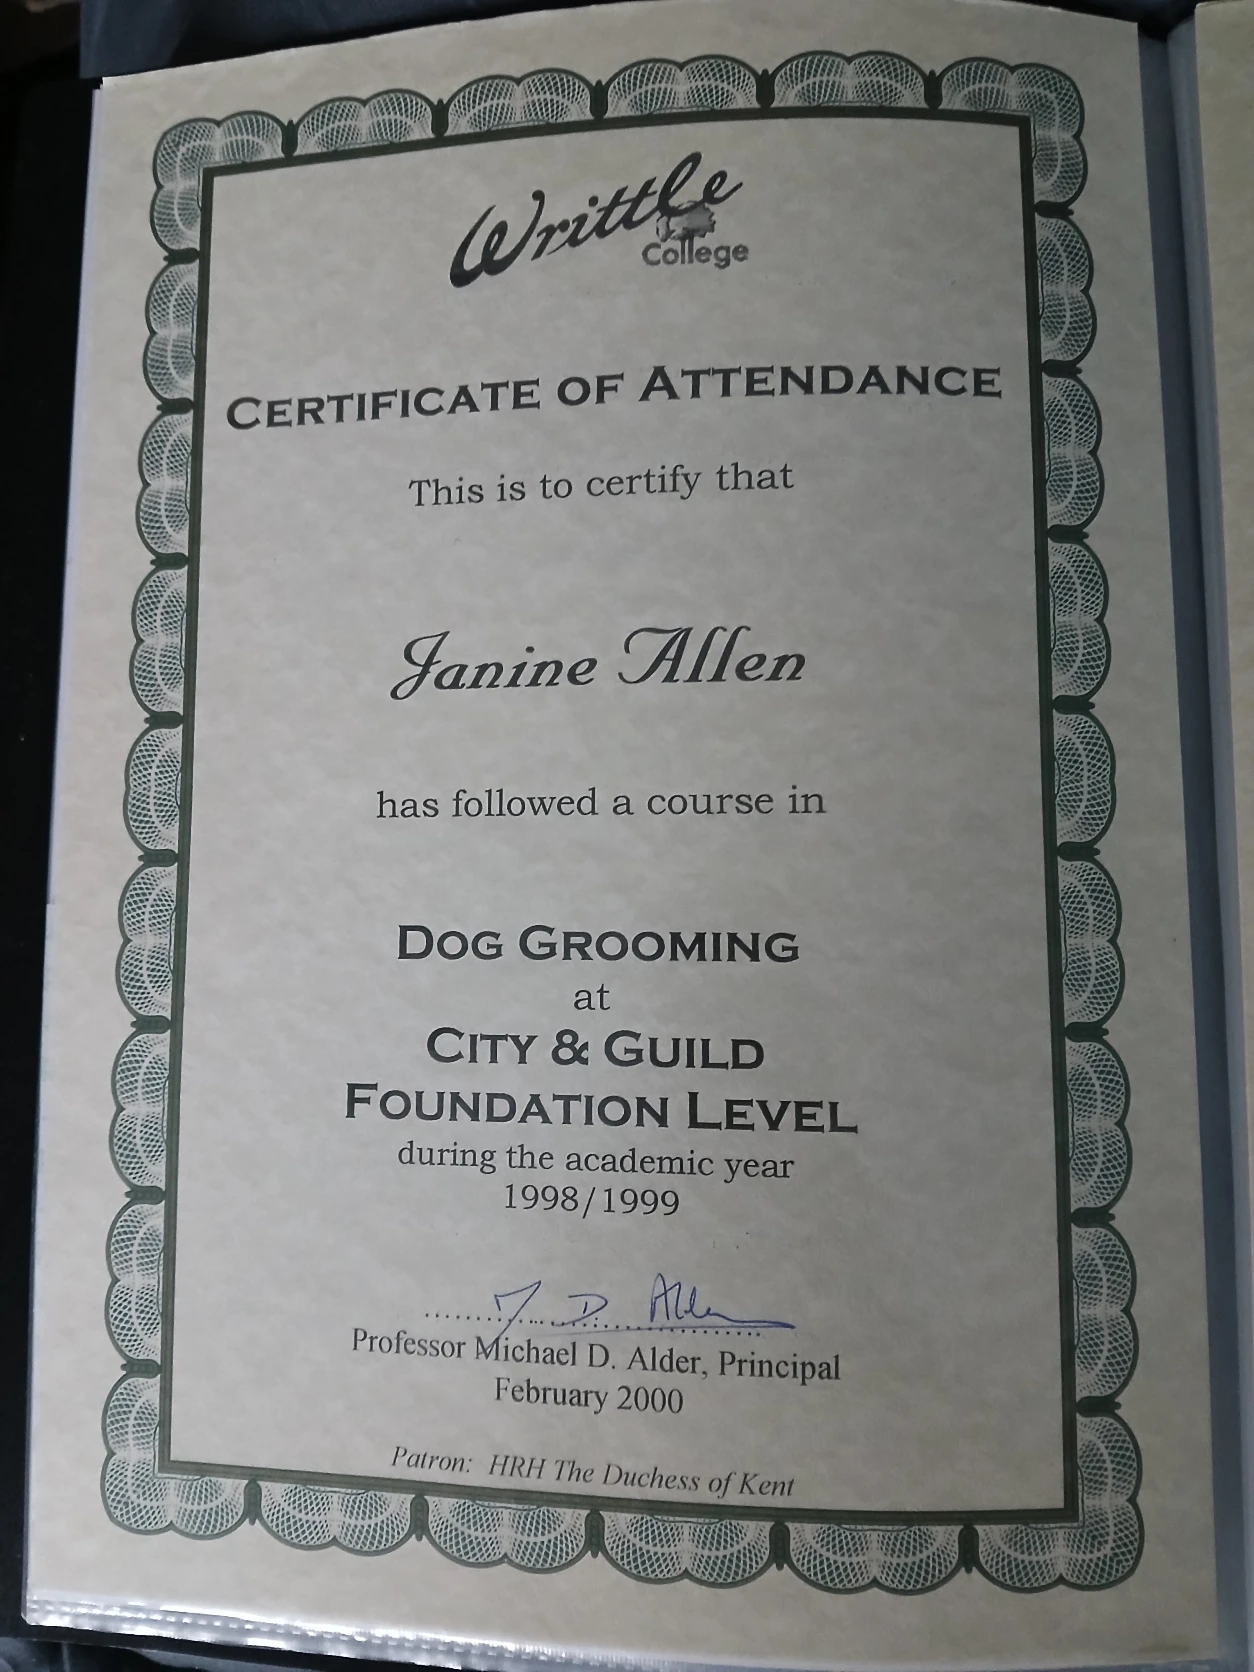 Writtle
College
CERTIFICATE OF ATTENDANCE
This is to certify that
Janine Allen
has followed a course in
DOG GROOMING
at
CITY & GUILD
FOUNDATION LEVEL
during the academic year
1998/1999
M. D. Alder
Professor Michael D. Alder, Principal
February 2000
Patron: HRH The Duchess of Kent